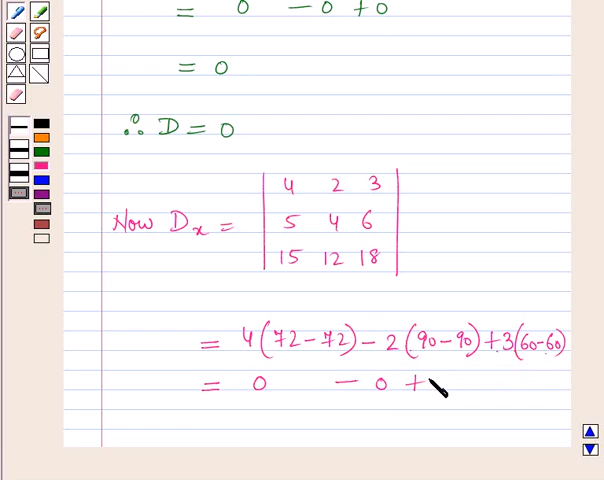 = 0 - 0 + 0
= 0
∴ D = 0
Now Dx = | 4 2 3 |
| 5 4 6 |
| 15 12 18 |
= 4(72-72) - 2(90-90) + 3(60-60)
= 0 - 0 +